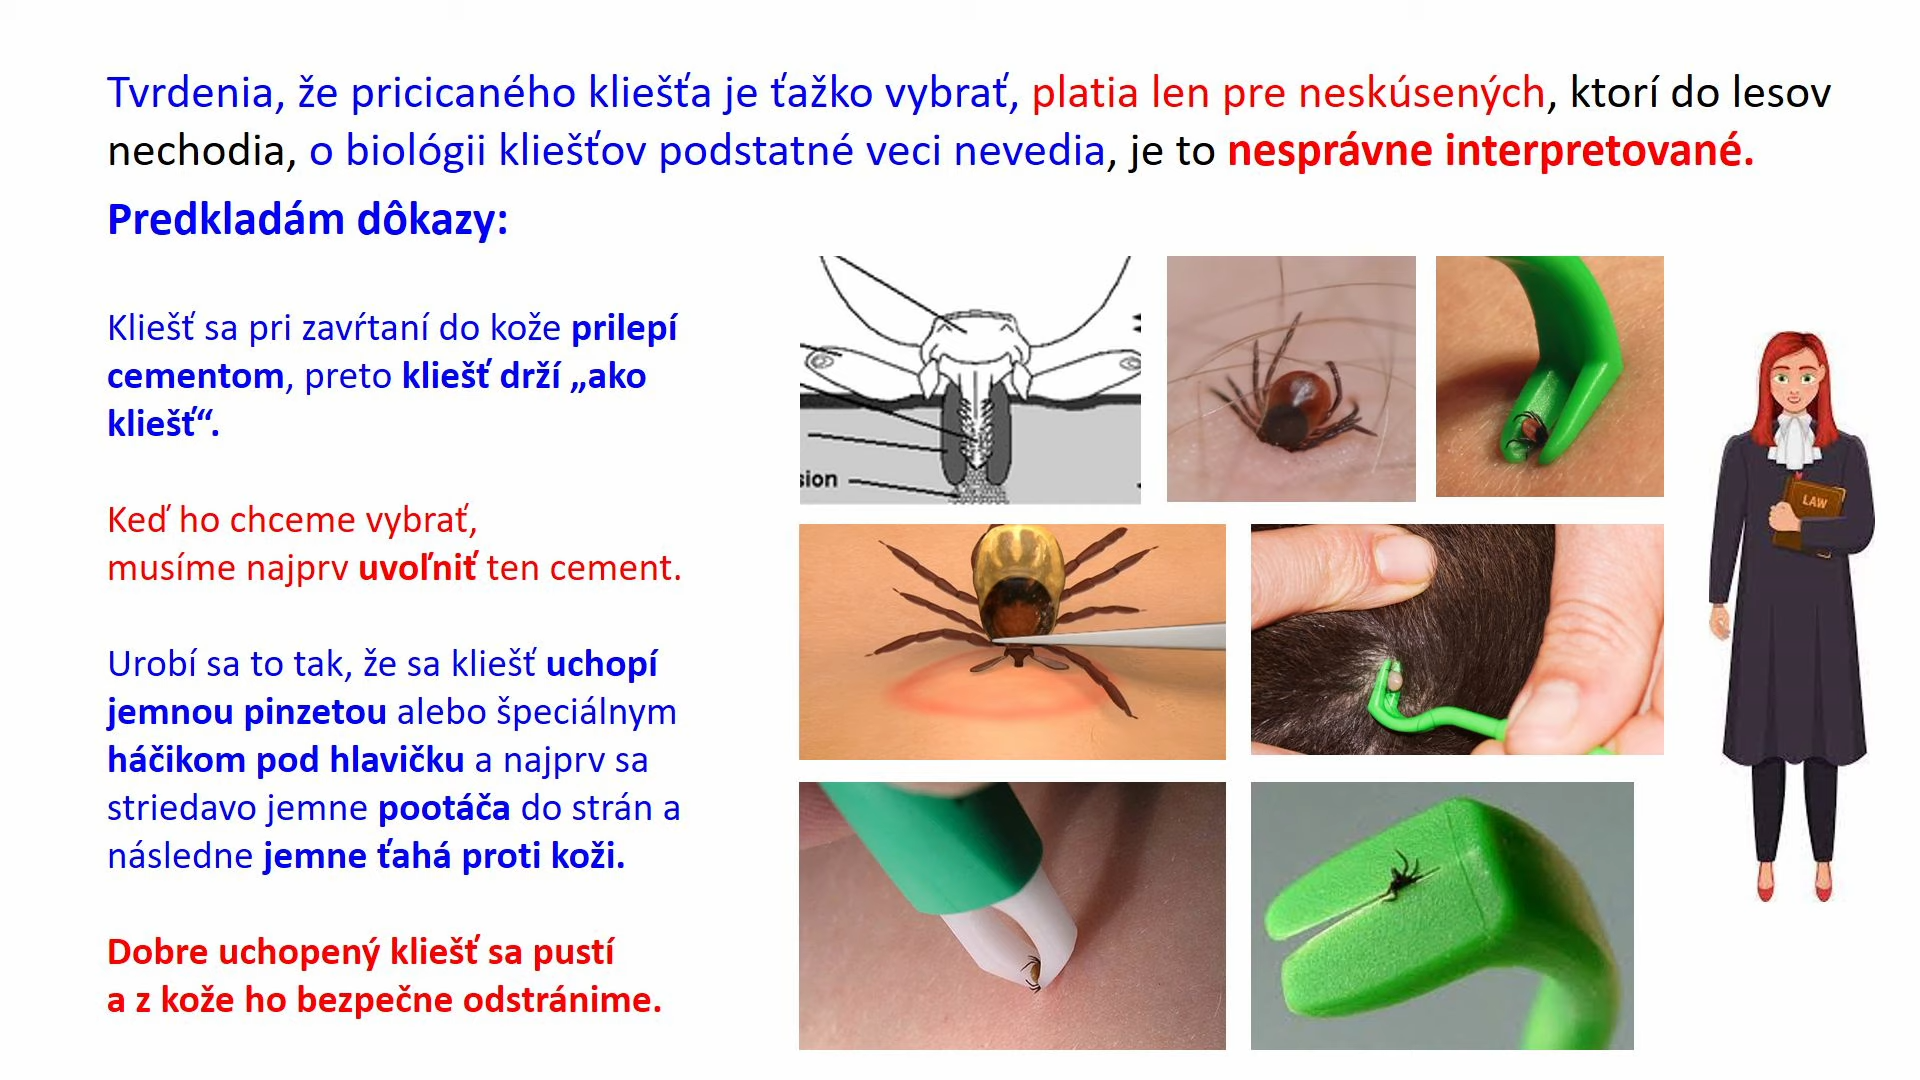 Tvrdenia, že pricicaného kliešťa je ťažko vybrať, platia len pre neskúsených, ktorí do lesov
nechodia, o biológii kliešťov podstatné veci nevedia, je to nesprávne interpretované.
Predkladám dôkazy:
Kliešť sa pri zavŕtaní do kože prilepí
cementom, preto kliešť drží „ako
kliešť“.
Keď ho chceme vybrať,
musíme najprv uvoľniť ten cement.
Urobí sa to tak, že sa kliešť uchopí
jemnou pinzetou alebo špeciálnym
háčikom pod hlavičku a najprv sa
striedavo jemne pootáča do strán a
následne jemne ťahá proti koži.
Dobre uchopený kliešť sa pustí
a z kože ho bezpečne odstránime.
sion
LAW